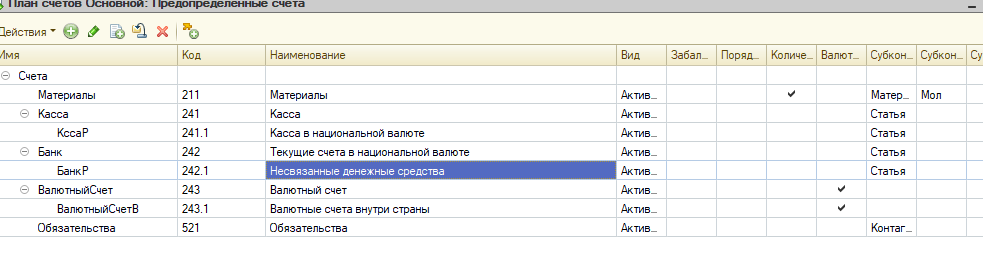 План счетов Основной: Предопределенные счета
Действия
Имя Код Наименование Вид Забал... Поряд... Количе... Валют... Субкон... Субкон... Су
Счета
Материалы 211 Материалы Актив... Матер... Мол
Касса 241 Касса Актив... Статья
КссаР 241.1 Касса в национальной валюте Актив... Статья
Банк 242 Текущие счета в национальной валюте Актив... Статья
БанкР 242.1 Несвязанные денежные средства Актив... Статья
ВалютныйСчет 243 Валютный счет Актив...
ВалютныйСчетВ 243.1 Валютные счета внутри страны Актив...
Обязательства 521 Обязательства Актив... Контаг...